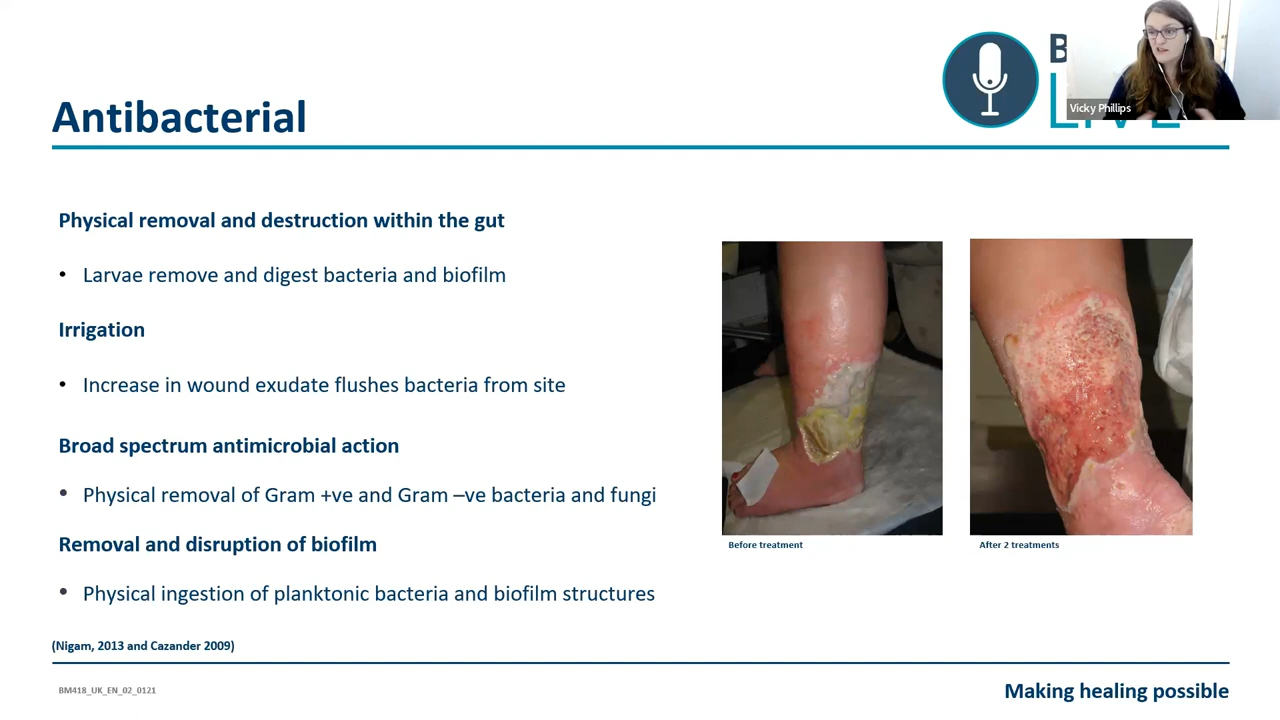 Antibacterial
B
LIVE
Vicky Phillips
Physical removal and destruction within the gut
• Larvae remove and digest bacteria and biofilm
Irrigation
• Increase in wound exudate flushes bacteria from site
Broad spectrum antimicrobial action
• Physical removal of Gram +ve and Gram –ve bacteria and fungi
Removal and disruption of biofilm
• Physical ingestion of planktonic bacteria and biofilm structures
Before treatment
After 2 treatments
(Nigam, 2013 and Cazander 2009)
BM418_UK_EN_02_0121
Making healing possible